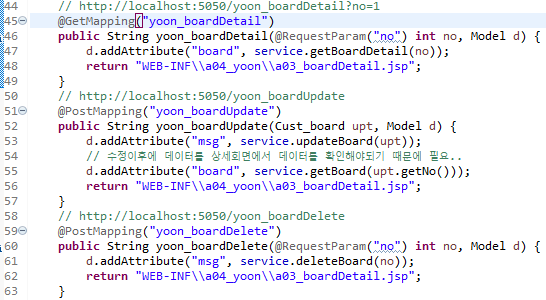 44 // http://localhost:5050/yoon_boardDetail?no=1
45 @GetMapping("yoon_boardDetail")
46 public String yoon_boardDetail(@RequestParam("no") int no, Model d) {
47 d.addAttribute("board", service.getBoardDetail(no));
48 return "WEB-INF\\a04_yoon\\a03_boardDetail.jsp";
49 }
50 // http://localhost:5050/yoon_boardUpdate
51 @PostMapping("yoon_boardUpdate")
52 public String yoon_boardUpdate(Cust_board upt, Model d) {
53 d.addAttribute("msg", service.updateBoard(upt));
54 // 수정이후에 데이터를 상세화면에서 데이터를 확인해야되기 때문에 필요..
55 d.addAttribute("board", service.getBoard(upt.getNo()));
56 return "WEB-INF\\a04_yoon\\a03_boardDetail.jsp";
57 }
58 // http://localhost:5050/yoon_boardDelete
59 @PostMapping("yoon_boardDelete")
60 public String yoon_boardDelete(@RequestParam("no") int no, Model d) {
61 d.addAttribute("msg", service.deleteBoard(no));
62 return "WEB-INF\\a04_yoon\\a03_boardDetail.jsp";
63 }